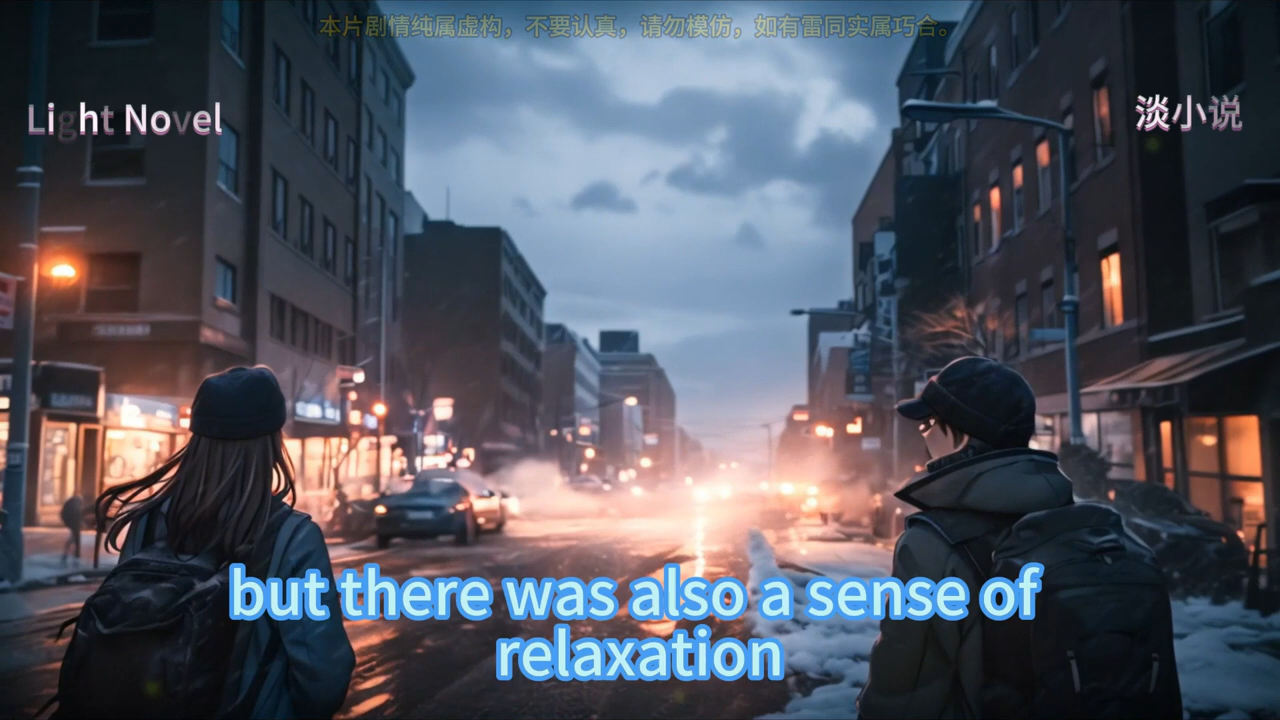 本片剧情纯属虚构，不要认真，请勿模仿，如有雷同实属巧合。
Light Novel
淡小说
but there was also a sense of
relaxation